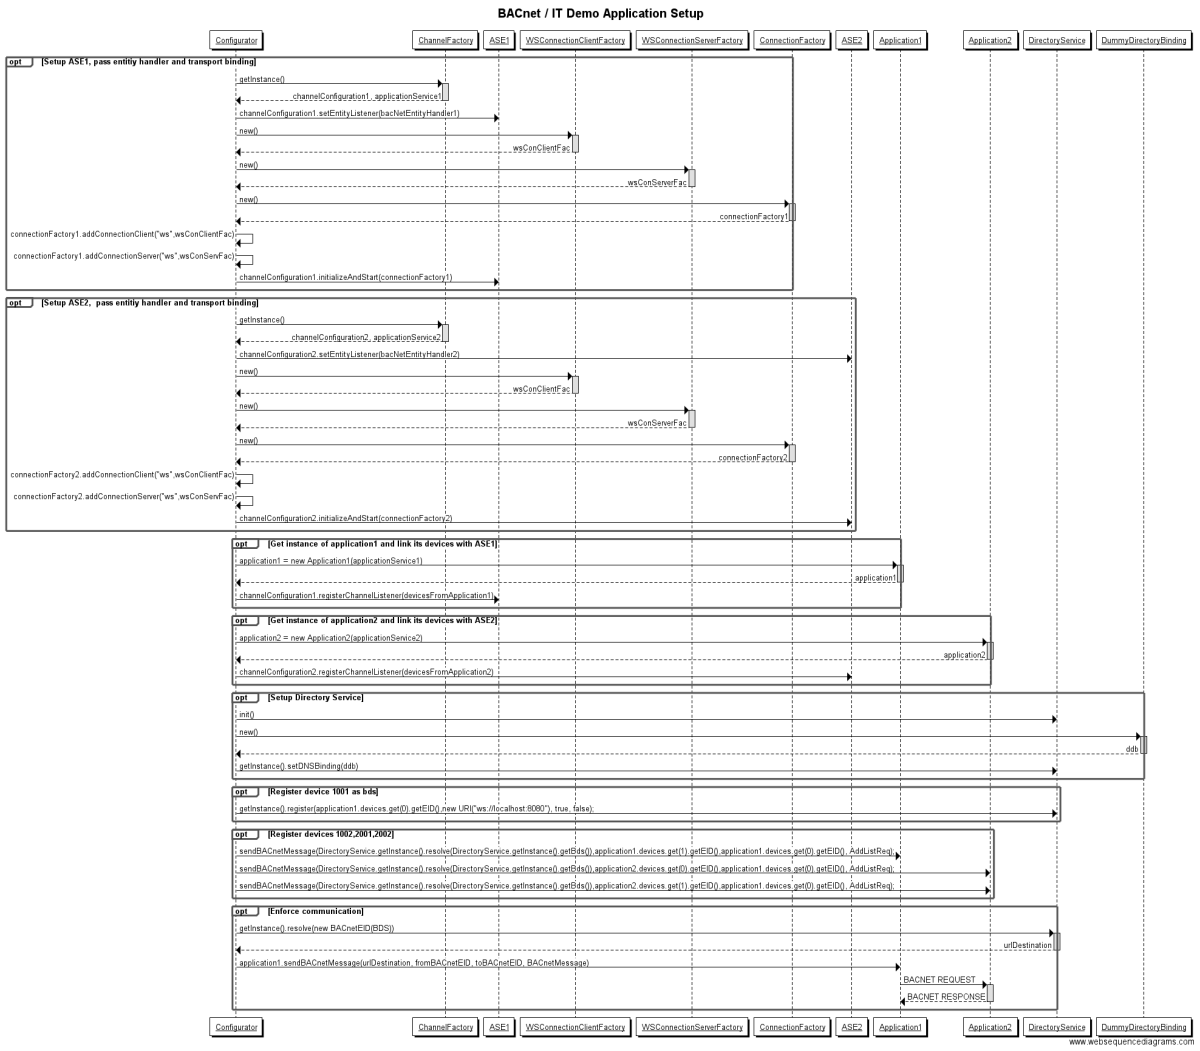 BACnet / IT Demo Application Setup
Configurator
ChannelFactory
ASE1
WSConnectionClientFactory
WSConnectionServerFactory
ConnectionFactory
ASE2
Application1
Application2
DirectoryService
DummyDirectoryBinding
opt [Setup ASE1, pass entitiy handler and transport binding]
getInstance()
channelConfiguration1, applicationService1
channelConfiguration1.setEntityListener(bacNetEntityHandler1)
new()
wsConClientFac
new()
wsConServerFac
new()
connectionFactory1
connectionFactory1.addConnectionClient("ws",wsConClientFac)
connectionFactory1.addConnectionServer("ws",wsConServFac)
channelConfiguration1.initializeAndStart(connectionFactory1)
opt [Setup ASE2,  pass entitiy handler and transport binding]
getInstance()
channelConfiguration2, applicationService2
channelConfiguration2.setEntityListener(bacNetEntityHandler2)
new()
wsConClientFac
new()
wsConServerFac
new()
connectionFactory2
connectionFactory2.addConnectionClient("ws",wsConClientFac)
connectionFactory2.addConnectionServer("ws",wsConServFac)
channelConfiguration2.initializeAndStart(connectionFactory2)
opt [Get instance of application1 and link its devices with ASE1]
application1 = new Application1(applicationService1)
application1
channelConfiguration1.registerChannelListener(devicesFromApplication1)
opt [Get instance of application2 and link its devices with ASE2]
application2 = new Application2(applicationService2)
application2
channelConfiguration2.registerChannelListener(devicesFromApplication2)
opt [Setup Directory Service]
init()
new()
ddb
getInstance().setDNSBinding(ddb)
opt [Register device 1001 as bds]
getInstance().register(application1.devices.get(0).getEID(),new URI("ws://localhost:8080"), true, false);
opt [Register devices 1002,2001,2002]
sendBACnetMessage(DirectoryService.getInstance().resolve(DirectoryService.getInstance().getBds()),application1.devices.get(1).getEID(),application1.devices.get(0).getEID(), AddListReq);
sendBACnetMessage(DirectoryService.getInstance().resolve(DirectoryService.getInstance().getBds()),application2.devices.get(0).getEID(),application1.devices.get(0).getEID(), AddListReq);
sendBACnetMessage(DirectoryService.getInstance().resolve(DirectoryService.getInstance().getBds()),application2.devices.get(1).getEID(),application1.devices.get(0).getEID(), AddListReq);
opt [Enforce communication]
getInstance().resolve(new BACnetEID(BDS))
urlDestination
application1.sendBACnetMessage(urlDestination, fromBACnetEID, toBACnetEID, BACnetMessage)
BACNET REQUEST
BACNET RESPONSE
Configurator
ChannelFactory
ASE1
WSConnectionClientFactory
WSConnectionServerFactory
ConnectionFactory
ASE2
Application1
Application2
DirectoryService
DummyDirectoryBinding
www.websequencediagrams.com